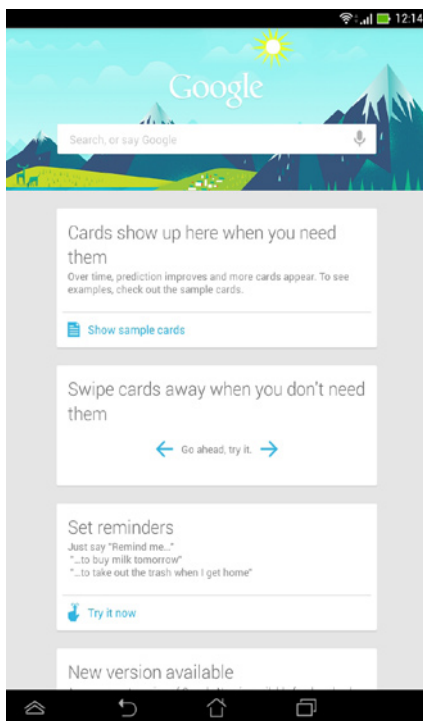 12:14
Google
Search, or say Google
Cards show up here when you need
them
Over time, prediction improves and more cards appear. To see
examples, check out the sample cards.
Show sample cards
Swipe cards away when you don't need
them
Go ahead, try it.
Set reminders
Just say "Remind me..."
"...to buy milk tomorrow"
"...to take out the trash when I get home"
Try it now
New version available